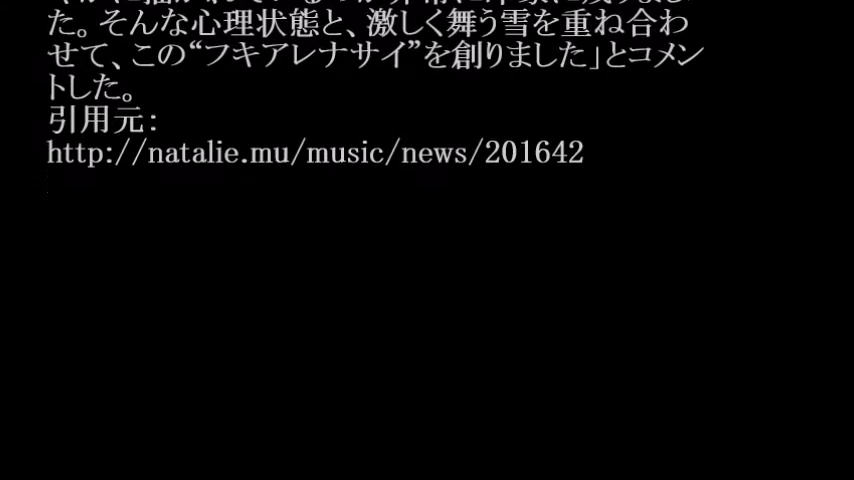 た。そんな心理状態と、激しく舞う雪を重ね合わ
せて、この“フキアレナサイ”を創りました」とコメン
トした。
引用元：
http://natalie.mu/music/news/201642